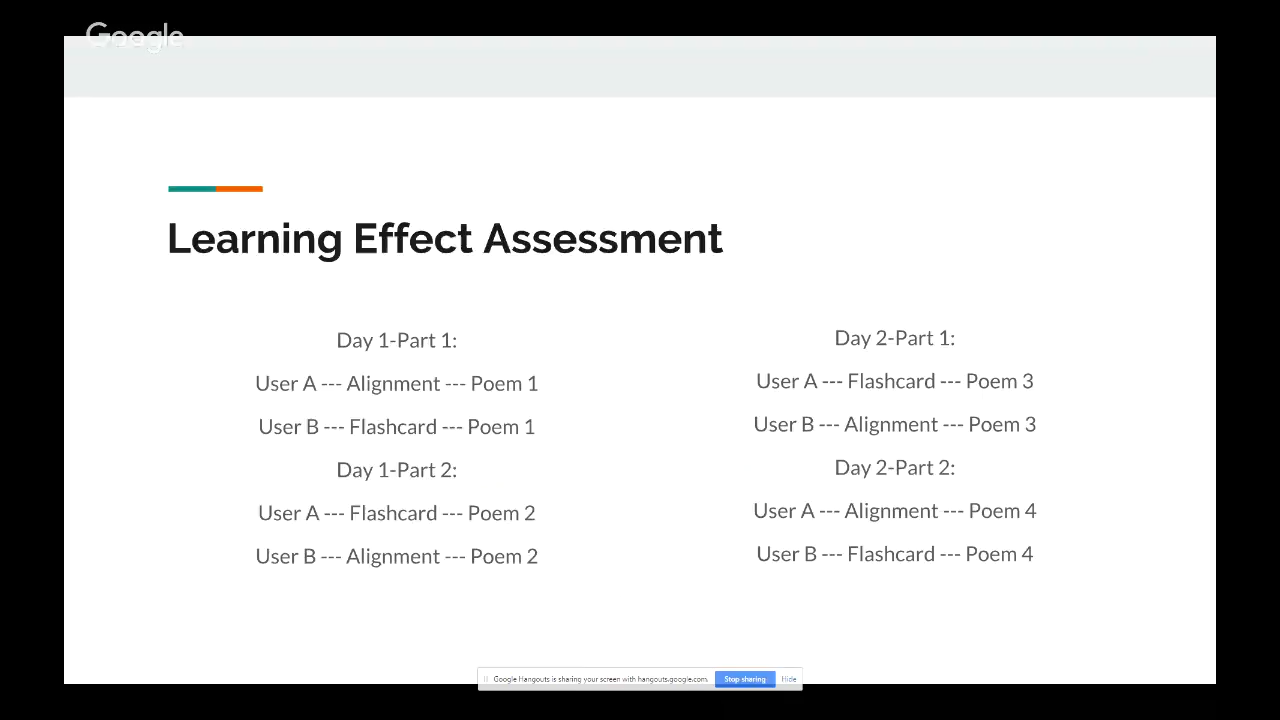 Google
Learning Effect Assessment
Day 1-Part 1:
User A --- Alignment --- Poem 1
User B --- Flashcard --- Poem 1
Day 1-Part 2:
User A --- Flashcard --- Poem 2
User B --- Alignment --- Poem 2
Day 2-Part 1:
User A --- Flashcard --- Poem 3
User B --- Alignment --- Poem 3
Day 2-Part 2:
User A --- Alignment --- Poem 4
User B --- Flashcard --- Poem 4
Google Hangouts is sharing your screen with hangouts.google.com. Stop sharing Hide